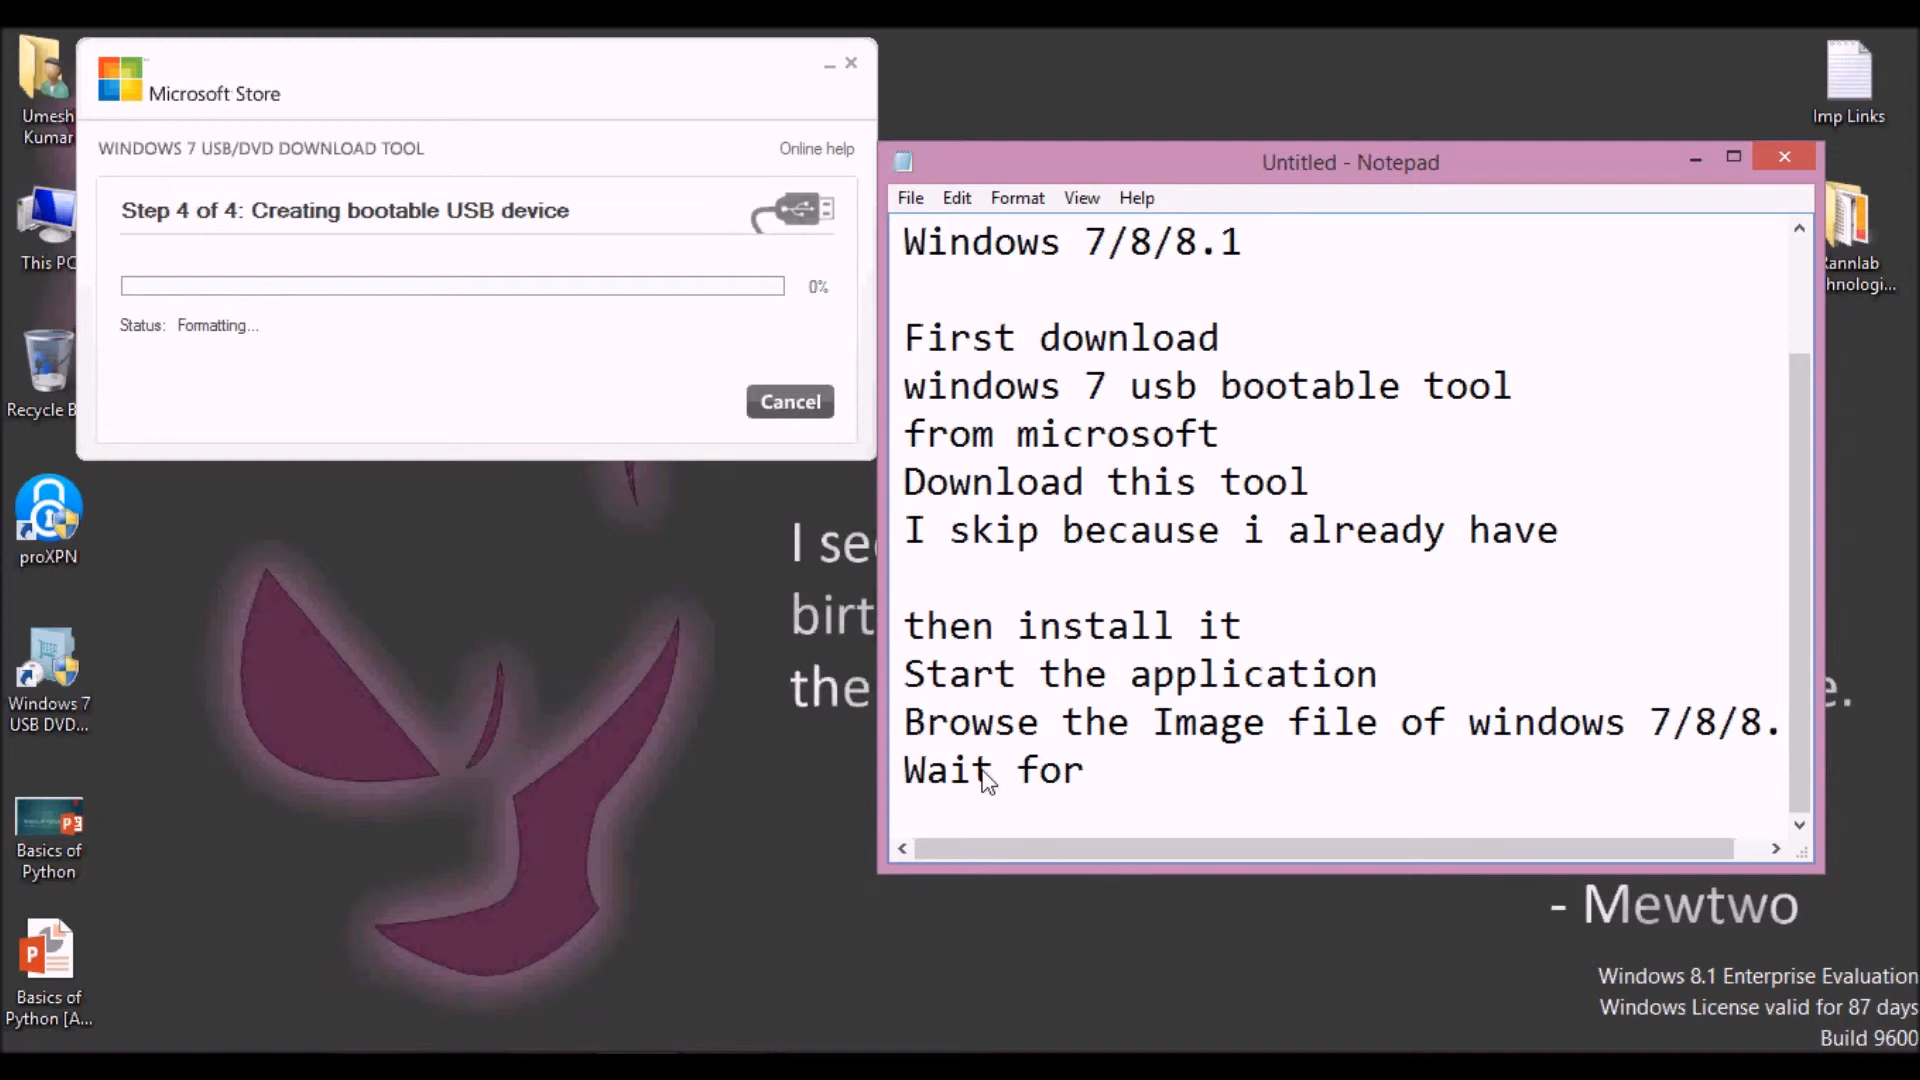 Umesh
Kumar
This PC
Recycle B
proXPN
Windows 7
USB DVD...
Basics of
Python
Basics of
Python [A...
Microsoft Store
WINDOWS 7 USB/DVD DOWNLOAD TOOL
Online help
Step 4 of 4: Creating bootable USB device
0%
Status: Formatting...
Cancel
Untitled - Notepad
File Edit Format View Help
Windows 7/8/8.1
First download
windows 7 usb bootable tool
from microsoft
Download this tool
I skip because i already have
then install it
Start the application
Browse the Image file of windows 7/8/8.
Wait for
I see
birt
the
e.
- Mewtwo
Imp Links
Rannlab
hnologi...
Windows 8.1 Enterprise Evaluation
Windows License valid for 87 days
Build 9600